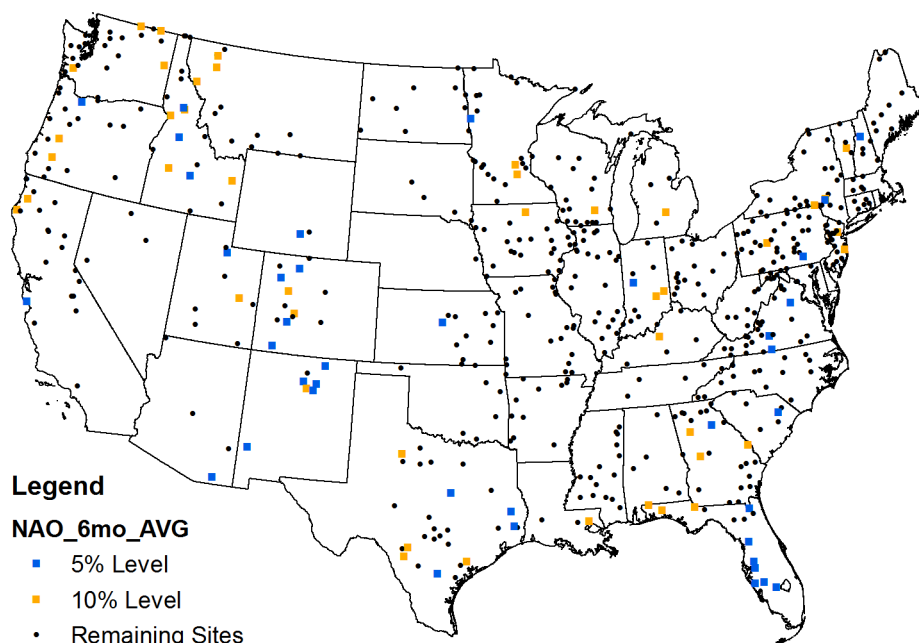 Legend
NAO_6mo_AVG
5% Level
10% Level
Remaining Sites